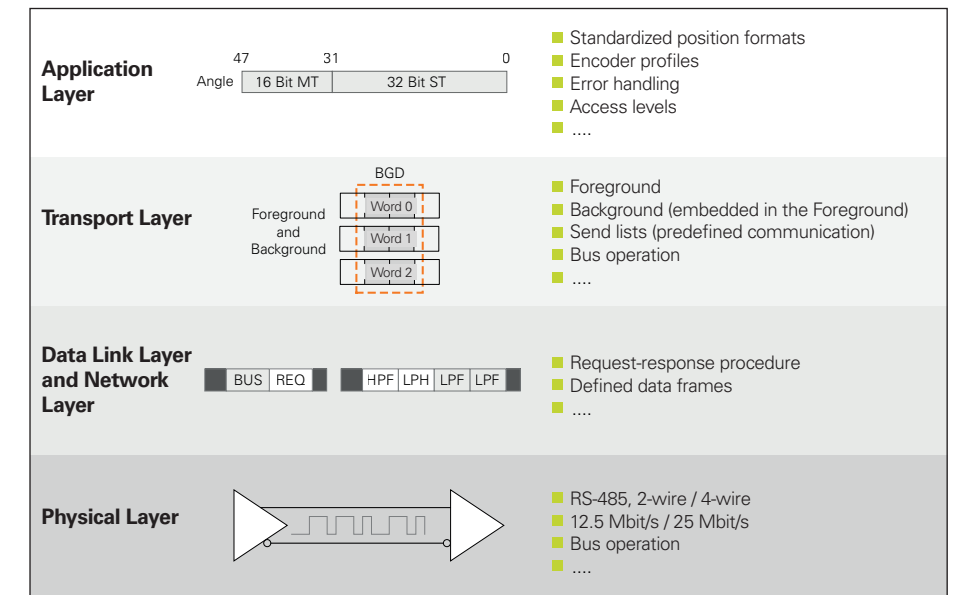 Application
Layer
47 31 0
Angle 16 Bit MT 32 Bit ST
Standardized position formats
Encoder profiles
Error handling
Access levels
....
Transport Layer
Foreground
and
Background
BGD
Word 0
Word 1
Word 2
Foreground
Background (embedded in the Foreground)
Send lists (predefined communication)
Bus operation
....
Data Link Layer
and Network
Layer
BUS REQ HPF LPH LPF LPF
Request-response procedure
Defined data frames
....
Physical Layer
RS-485, 2-wire / 4-wire
12.5 Mbit/s / 25 Mbit/s
Bus operation
....